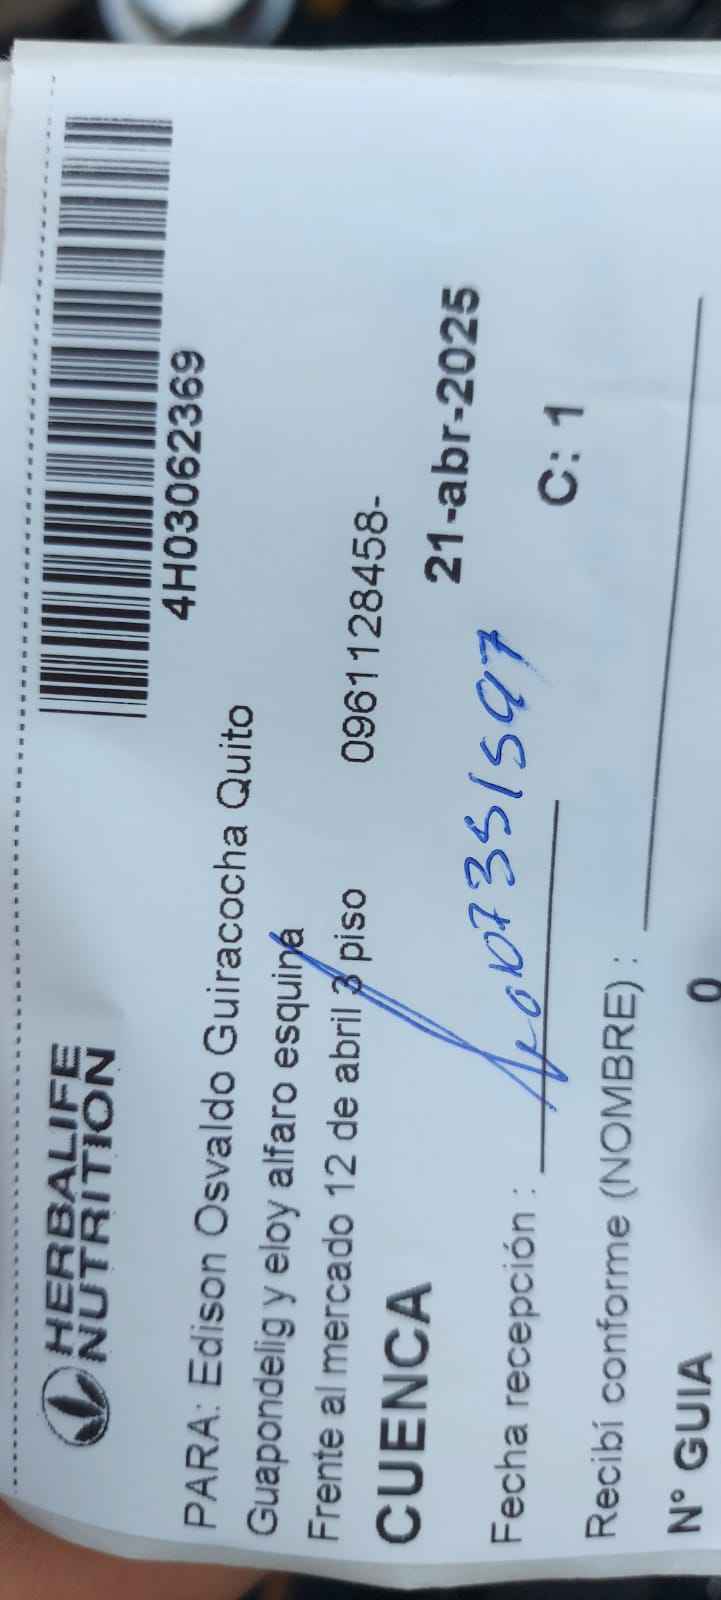 HERBALIFE
NUTRITION
4H03062369
PARA: Edison Osvaldo Guiracocha Quito
Guapondelig y eloy alfaro esquina
Frente al mercado 12 de abril 3 piso 0961128458-
CUENCA 21-abr-2025
Fecha recepción : C: 1
Recibí conforme (NOMBRE) :
N° GUIA 0